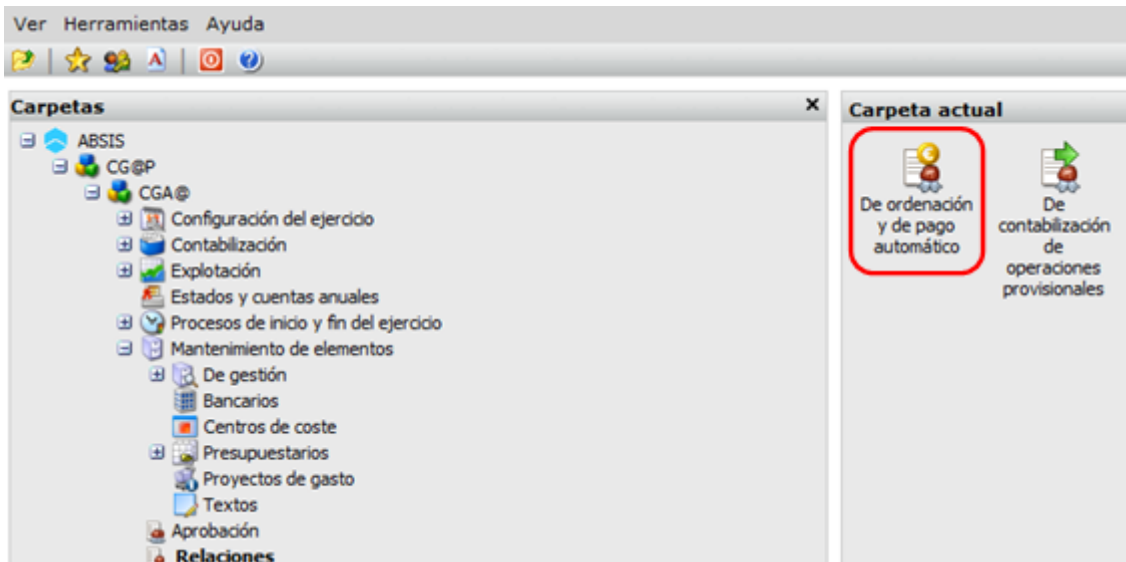 Ver Herramientas Ayuda
Carpetas
ABSIS
CG@P
CGA@
Configuración del ejercicio
Contabilización
Explotación
Estados y cuentas anuales
Procesos de inicio y fin del ejercicio
Mantenimiento de elementos
De gestión
Bancarios
Centros de coste
Presupuestarios
Proyectos de gasto
Textos
Aprobación
Relaciones
Carpeta actual
De ordenación
y de pago
automático
De
contabilización
de
operaciones
provisionales